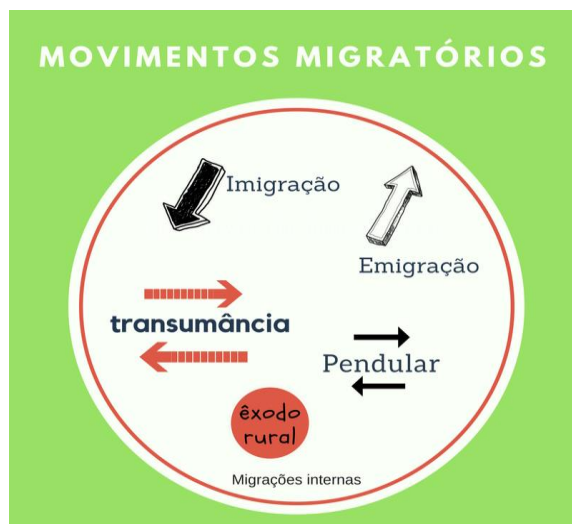 MOVIMENTOS MIGRATÓRIOS
Imigração
Emigração
transumância
Pendular
êxodo
rural
Migrações internas